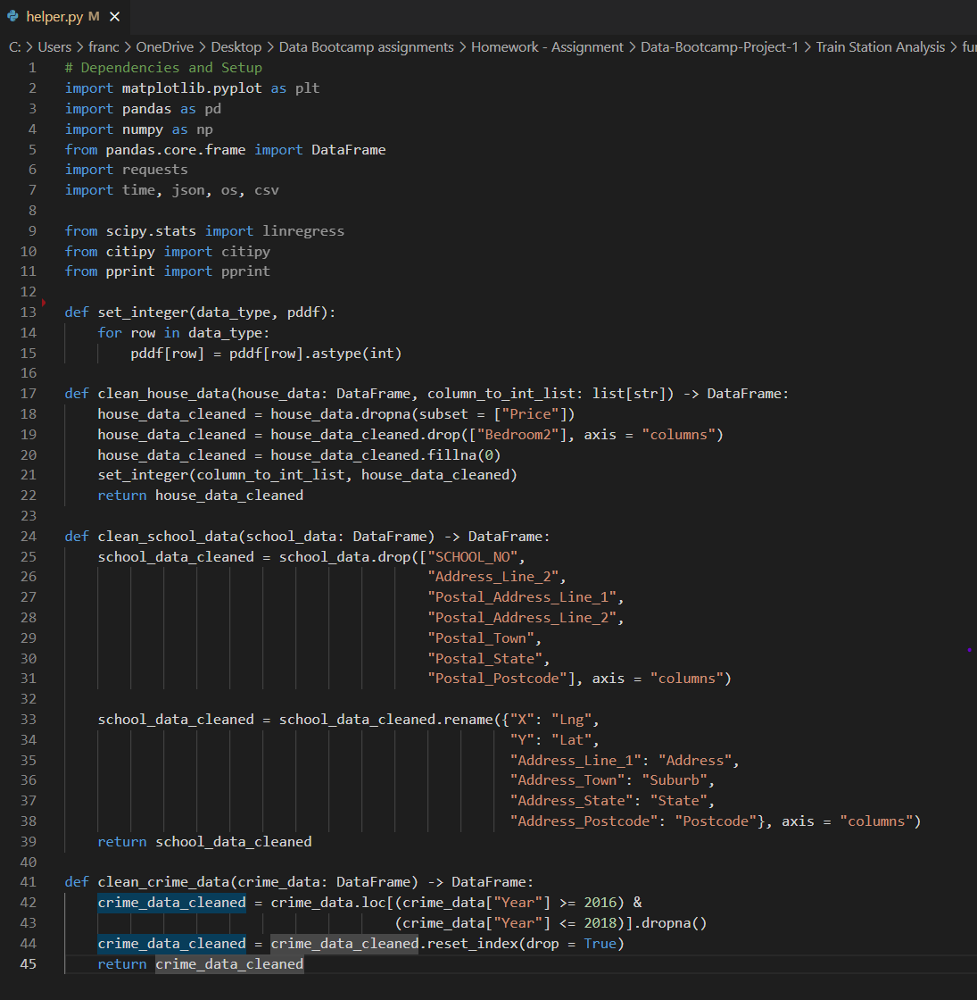 helper.py M ×
C: > Users > franc > OneDrive > Desktop > Data Bootcamp assignments > Homework - Assignment > Data-Bootcamp-Project-1 > Train Station Analysis >
1 # Dependencies and Setup
2 import matplotlib.pyplot as plt
3 import pandas as pd
4 import numpy as np
5 from pandas.core.frame import DataFrame
6 import requests
7 import time, json, os, csv
8
9 from scipy.stats import linregress
10 from citipy import citipy
11 from pprint import pprint
12
13 def set_integer(data_type, pddf):
14     for row in data_type:
15         pddf[row] = pddf[row].astype(int)
16
17 def clean_house_data(house_data: DataFrame, column_to_int_list: list[str]) -> DataFrame:
18     house_data_cleaned = house_data.dropna(subset = ["Price"])
19     house_data_cleaned = house_data_cleaned.drop(["Bedroom2"], axis = "columns")
20     house_data_cleaned = house_data_cleaned.fillna(0)
21     set_integer(column_to_int_list, house_data_cleaned)
22     return house_data_cleaned
23
24 def clean_school_data(school_data: DataFrame) -> DataFrame:
25     school_data_cleaned = school_data.drop(["SCHOOL_NO",
26                                             "Address_Line_2",
27                                             "Postal_Address_Line_1",
28                                             "Postal_Address_Line_2",
29                                             "Postal_Town",
30                                             "Postal_State",
31                                             "Postal_Postcode"], axis = "columns")
32
33     school_data_cleaned = school_data_cleaned.rename({"X": "Lng",
34                                                       "Y": "Lat",
35                                                       "Address_Line_1": "Address",
36                                                       "Address_Town": "Suburb",
37                                                       "Address_State": "State",
38                                                       "Address_Postcode": "Postcode"}, axis = "columns")
39     return school_data_cleaned
40
41 def clean_crime_data(crime_data: DataFrame) -> DataFrame:
42     crime_data_cleaned = crime_data.loc[(crime_data["Year"] >= 2016) &
43                                         (crime_data["Year"] <= 2018)].dropna()
44     crime_data_cleaned = crime_data_cleaned.reset_index(drop = True)
45     return crime_data_cleaned